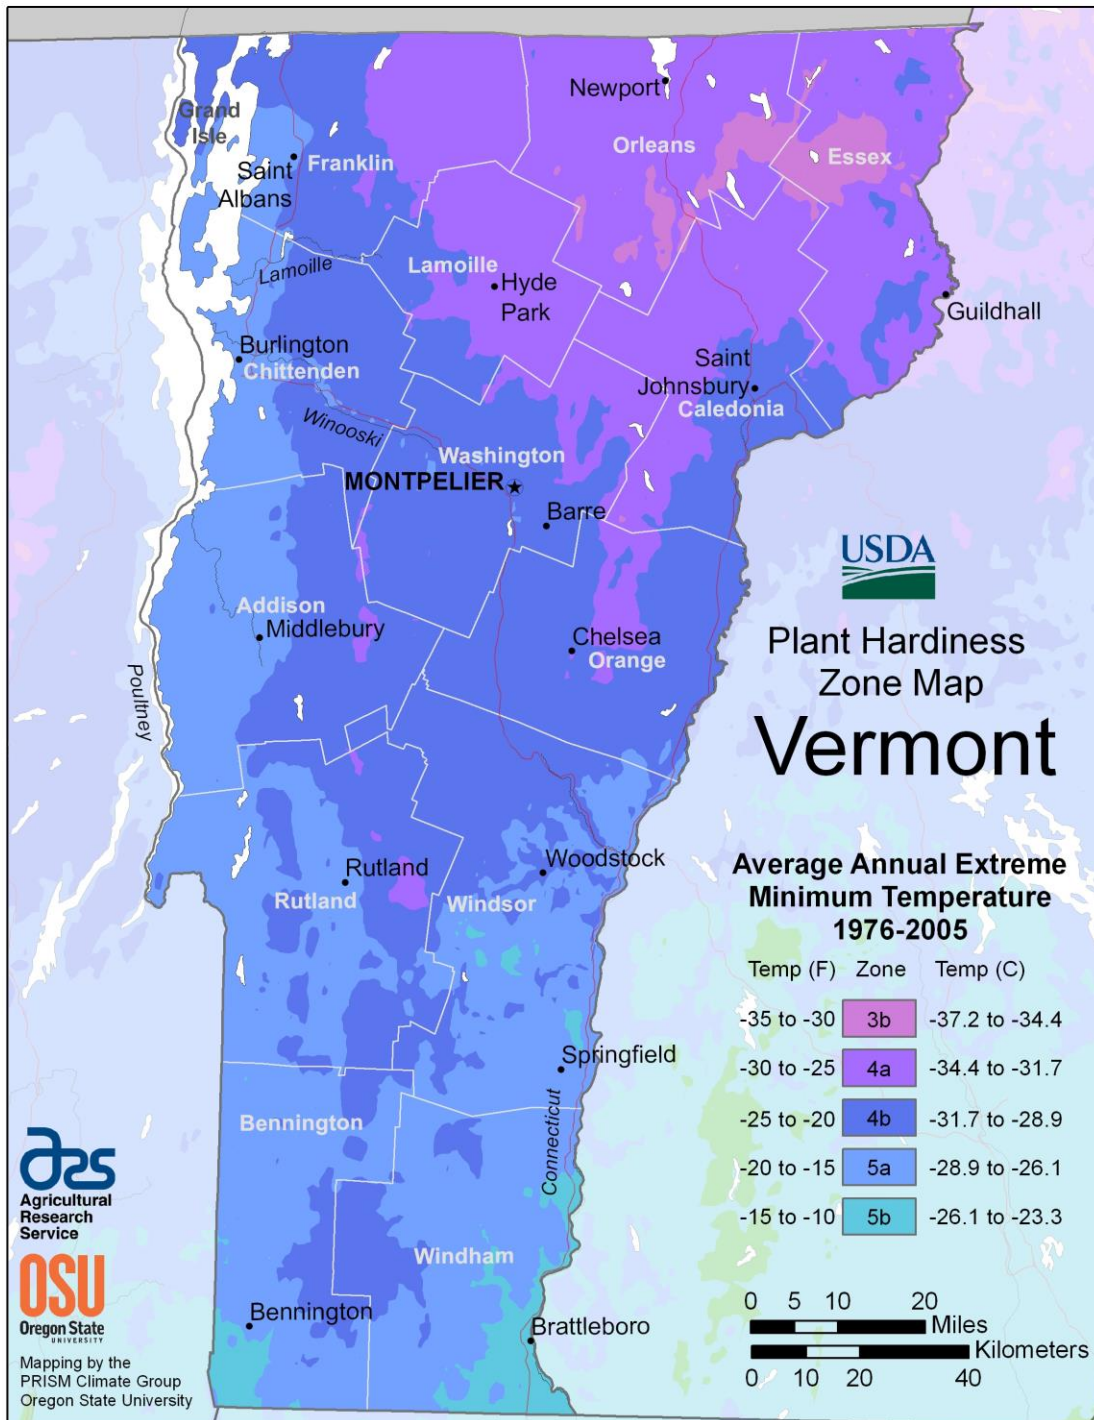 Newport
Grand
Isle
Orleans
Essex
Franklin
Saint
Albans
Lamoille
Lamoille
Hyde
Park
Guildhall
Burlington
Chittenden
Saint
Johnsbury
Caledonia
Winooski
Washington
MONTPELIER
Barre
Addison
Middlebury
Chelsea
Orange
Poultney
USDA
Plant Hardiness
Zone Map
Vermont
Woodstock
Rutland
Rutland
Windsor
Average Annual Extreme
Minimum Temperature
1976-2005
Temp (F) Zone Temp (C)
-35 to -30 3b -37.2 to -34.4
-30 to -25 4a -34.4 to -31.7
-25 to -20 4b -31.7 to -28.9
-20 to -15 5a -28.9 to -26.1
-15 to -10 5b -26.1 to -23.3
Springfield
Connecticut
Bennington
Windham
Bennington
Brattleboro
ars
Agricultural
Research
Service
OSU
Oregon State
UNIVERSITY
Mapping by the
PRISM Climate Group
Oregon State University
0 5 10 20
Miles
Kilometers
0 10 20 40